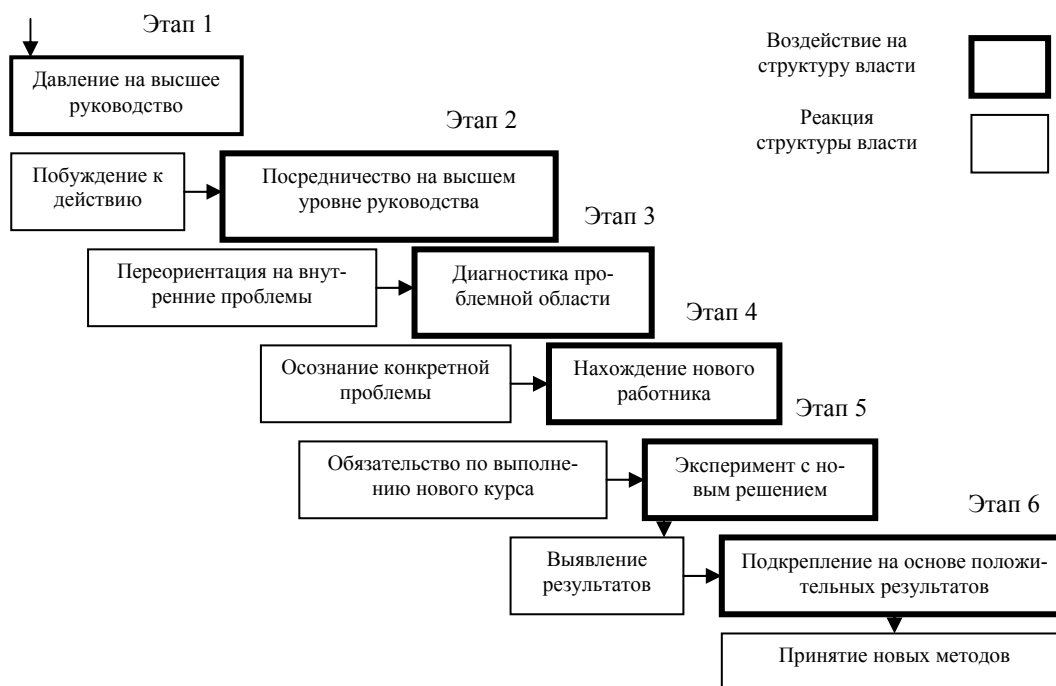 Этап 1
Воздействие на
структуру власти
Давление на высшее
руководство
Реакция
структуры власти
Этап 2
Побуждение к
действию
Посредничество на высшем
уровне руководства
Этап 3
Переориентация на внут-
ренние проблемы
Диагностика про-
блемной области
Этап 4
Осознание конкретной
проблемы
Нахождение нового
работника
Этап 5
Обязательство по выполне-
нию нового курса
Эксперимент с но-
вым решением
Этап 6
Выявление
результатов
Подкрепление на основе положи-
тельных результатов
Принятие новых методов